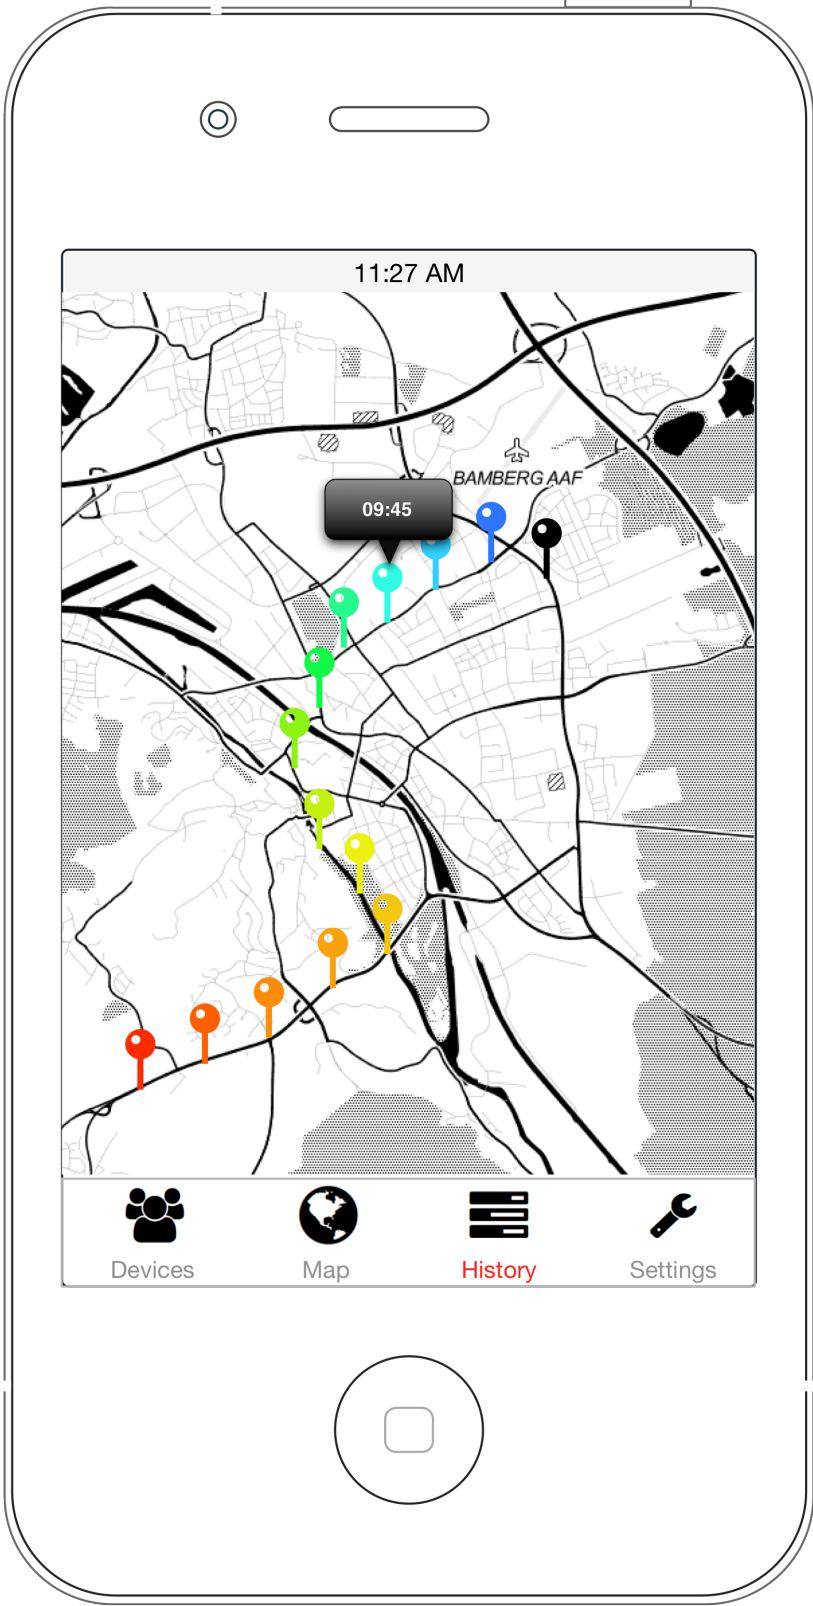 11:27 AM
BAMBERG AAF
09:45
Devices
Map
History
Settings